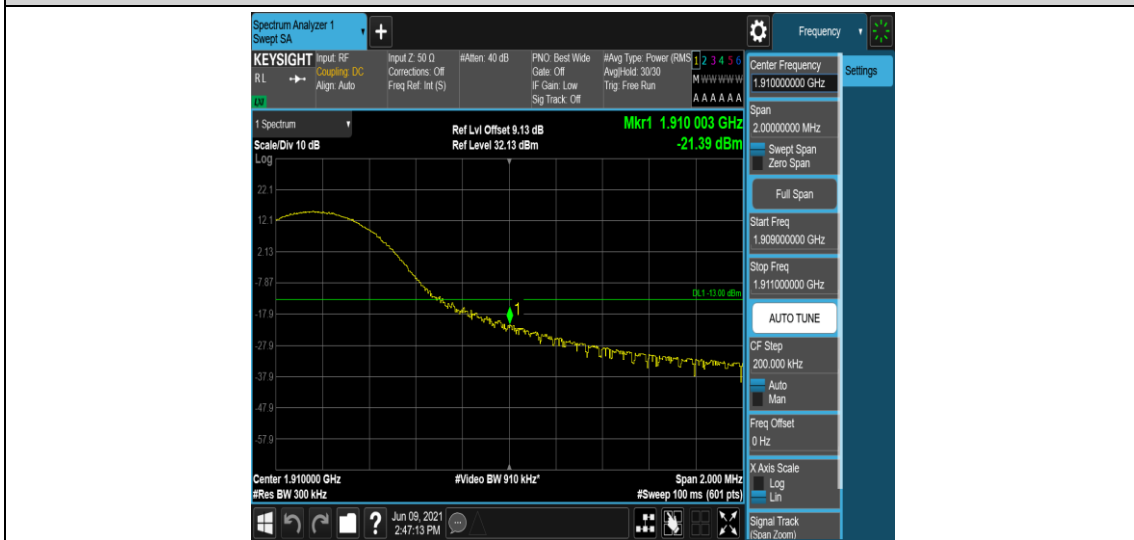 Spectrum Analyzer 1
Swept SA
+
Frequency
KEYSIGHT
RL
LXI
Input: RF
Coupling: DC
Align: Auto
Input Z: 50 Ω
Corrections: Off
Freq Ref: Int (S)
#Atten: 40 dB
PNO: Best Wide
Gate: Off
IF Gain: Low
Sig Track: Off
#Avg Type: Power (RMS
Avg|Hold: 30/30
Trig: Free Run
1 2 3 4 5 6
M W W W W W
A A A A A A
1 Spectrum
Scale/Div 10 dB
Log
Ref Lvl Offset 9.13 dB
Ref Level 32.13 dBm
Mkr1 1.910 003 GHz
-21.39 dBm
22.1
12.1
2.13
-7.87
-17.9
-27.9
-37.9
-47.9
-57.9
DL1 -13.00 dBm
1
Center 1.910000 GHz
#Res BW 300 kHz
#Video BW 910 kHz*
Span 2.000 MHz
#Sweep 100 ms (601 pts)
Jun 09, 2021
2:47:13 PM
?
Center Frequency
1.910000000 GHz
Settings
Span
2.00000000 MHz
Swept Span
Zero Span
Full Span
Start Freq
1.909000000 GHz
Stop Freq
1.911000000 GHz
AUTO TUNE
CF Step
200.000 kHz
Auto
Man
Freq Offset
0 Hz
X Axis Scale
Log
Lin
Signal Track
(Span Zoom)